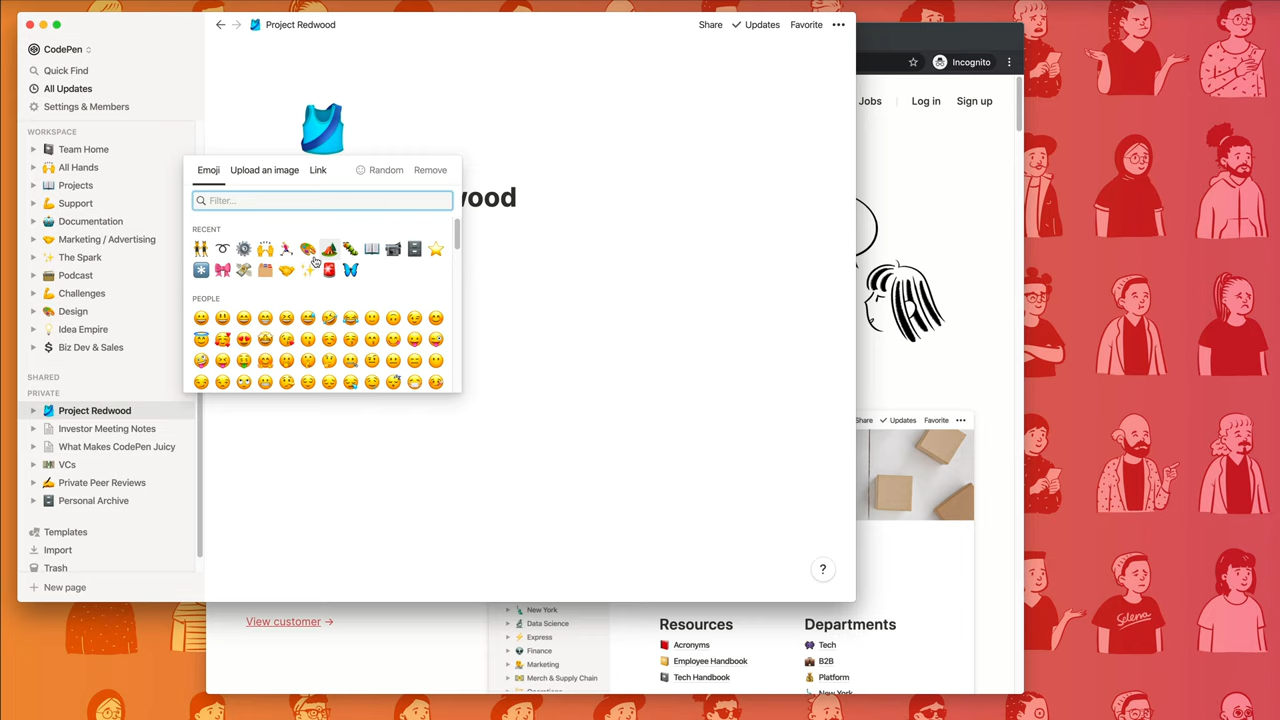 Project Redwood
Share
Updates
Favorite
CodePen
Quick Find
All Updates
Settings & Members
WORKSPACE
Team Home
All Hands
Projects
Support
Documentation
Marketing / Advertising
The Spark
Podcast
Challenges
Design
Idea Empire
Biz Dev & Sales
SHARED
PRIVATE
Project Redwood
Investor Meeting Notes
What Makes CodePen Juicy
VCs
Private Peer Reviews
Personal Archive
Templates
Import
Trash
New page
Emoji Upload an image Link Random Remove
Filter...
RECENT
PEOPLE
wood
?
Incognito
Jobs Log in Sign up
Share Updates Favorite
View customer →
New York
Data Science
Express
Finance
Marketing
Merch & Supply Chain
Operations
Resources
Acronyms
Employee Handbook
Tech Handbook
Departments
Tech
B2B
Platform
New York
Selena